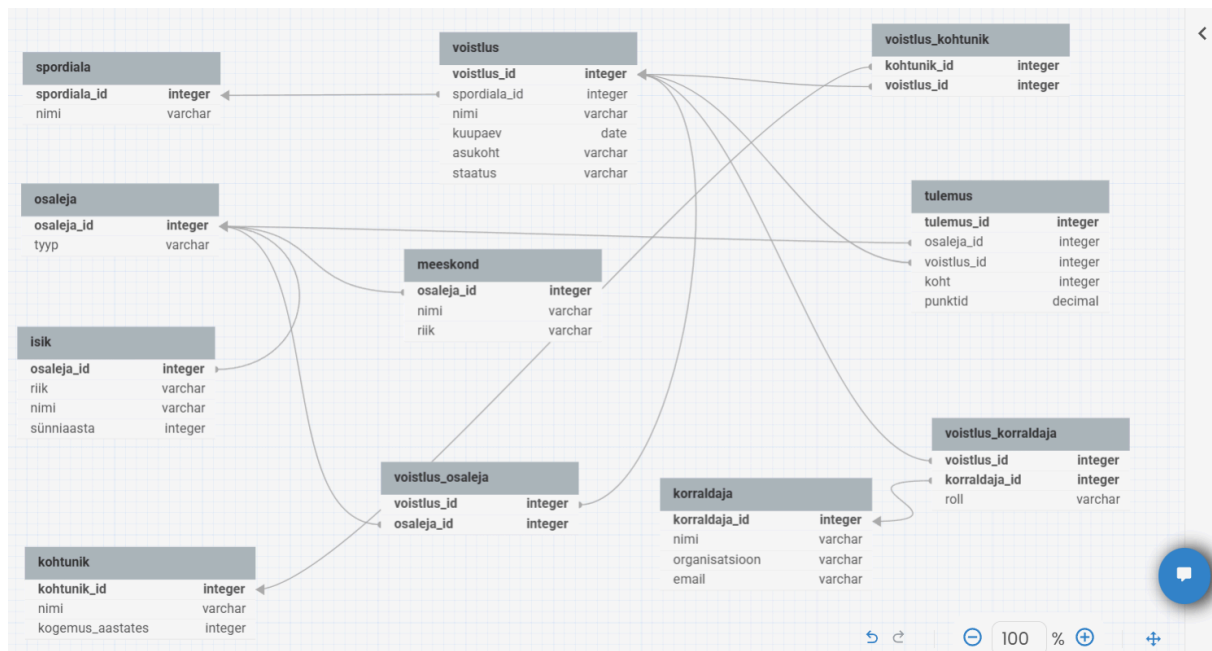 spordiala
spordiala_id integer
nimi varchar
voistlus
voistlus_id integer
spordiala_id integer
nimi varchar
kuupaev date
asukoht varchar
staatus varchar
voistlus_kohtunik
kohtunik_id integer
voistlus_id integer
osaleja
osaleja_id integer
tyyp varchar
meeskond
osaleja_id integer
nimi varchar
riik varchar
tulemus
tulemus_id integer
osaleja_id integer
voistlus_id integer
koht integer
punktid decimal
isik
osaleja_id integer
riik varchar
nimi varchar
sünniaasta integer
voistlus_osaleja
voistlus_id integer
osaleja_id integer
korraldaja
korraldaja_id integer
nimi varchar
organisatsioon varchar
email varchar
voistlus_korraldaja
voistlus_id integer
korraldaja_id integer
roll varchar
kohtunik
kohtunik_id integer
nimi varchar
kogemus_aastates integer
100 %